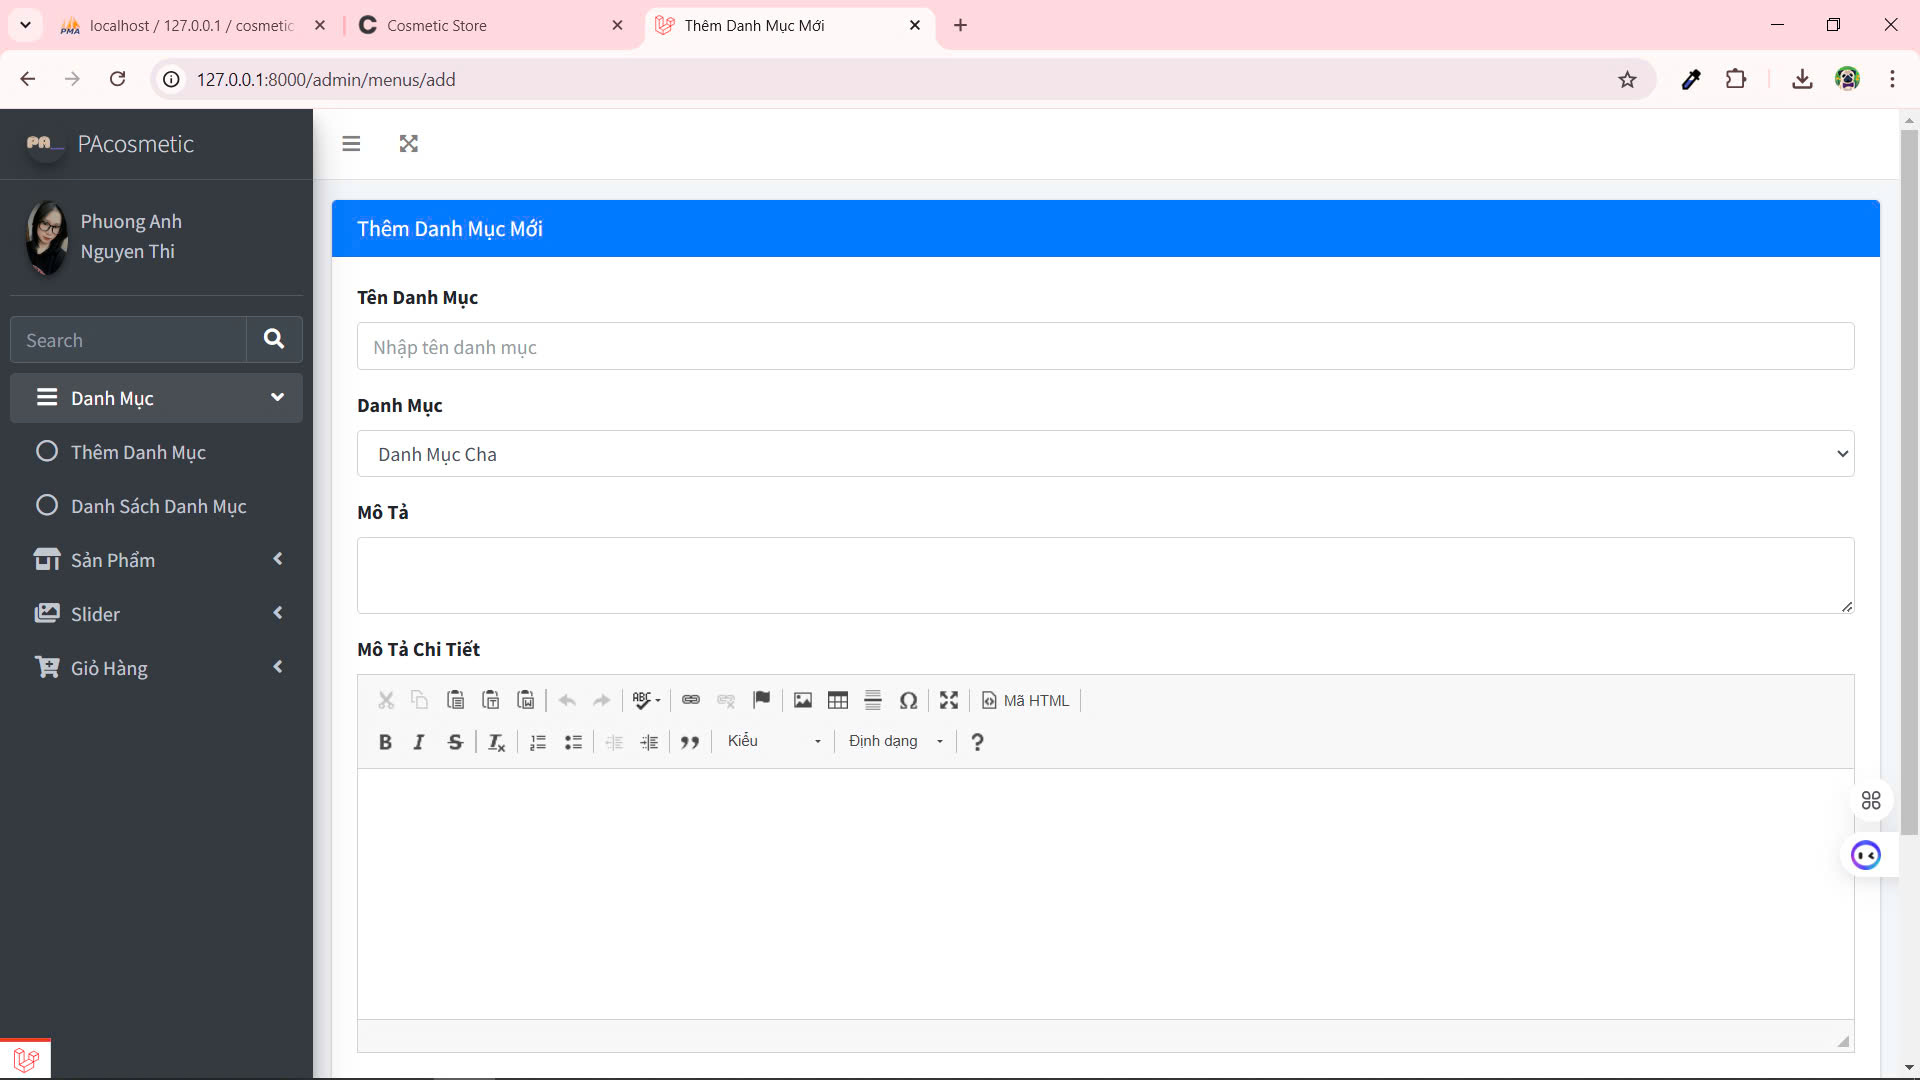 localhost / 127.0.0.1 / cosmetic
Cosmetic Store
Thêm Danh Mục Mới
127.0.0.1:8000/admin/menus/add
PA_ PAcosmetic
Phuong Anh
Nguyen Thi
Search
Danh Mục
Thêm Danh Mục
Danh Sách Danh Mục
Sản Phẩm
Slider
Giỏ Hàng
Thêm Danh Mục Mới
Tên Danh Mục
Nhập tên danh mục
Danh Mục
Danh Mục Cha
Mô Tả
Mô Tả Chi Tiết
Mã HTML
Kiểu
Định dạng